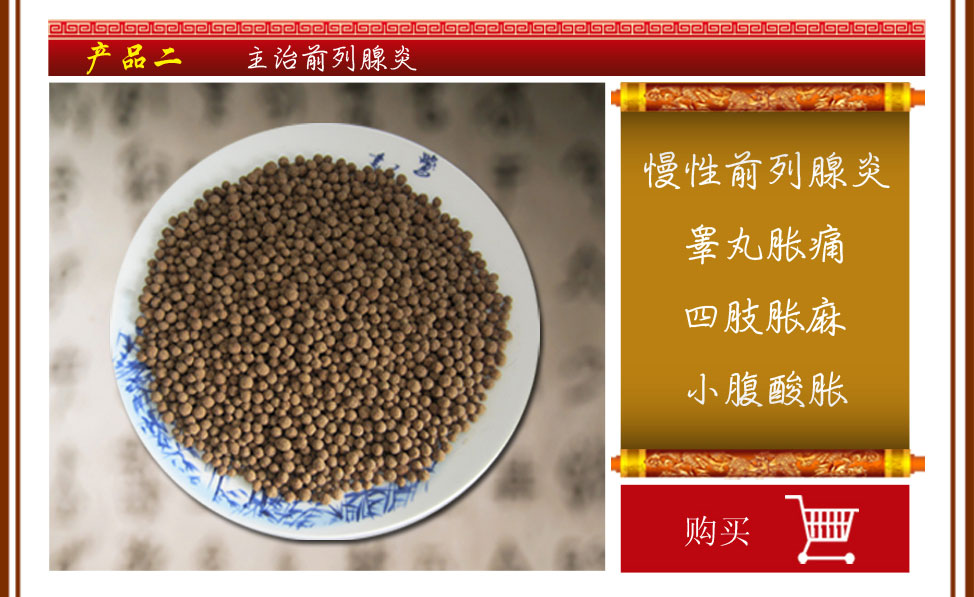 产品二 主治前列腺炎
慢性前列腺炎
睾丸胀痛
四肢胀麻
小腹酸胀
购买